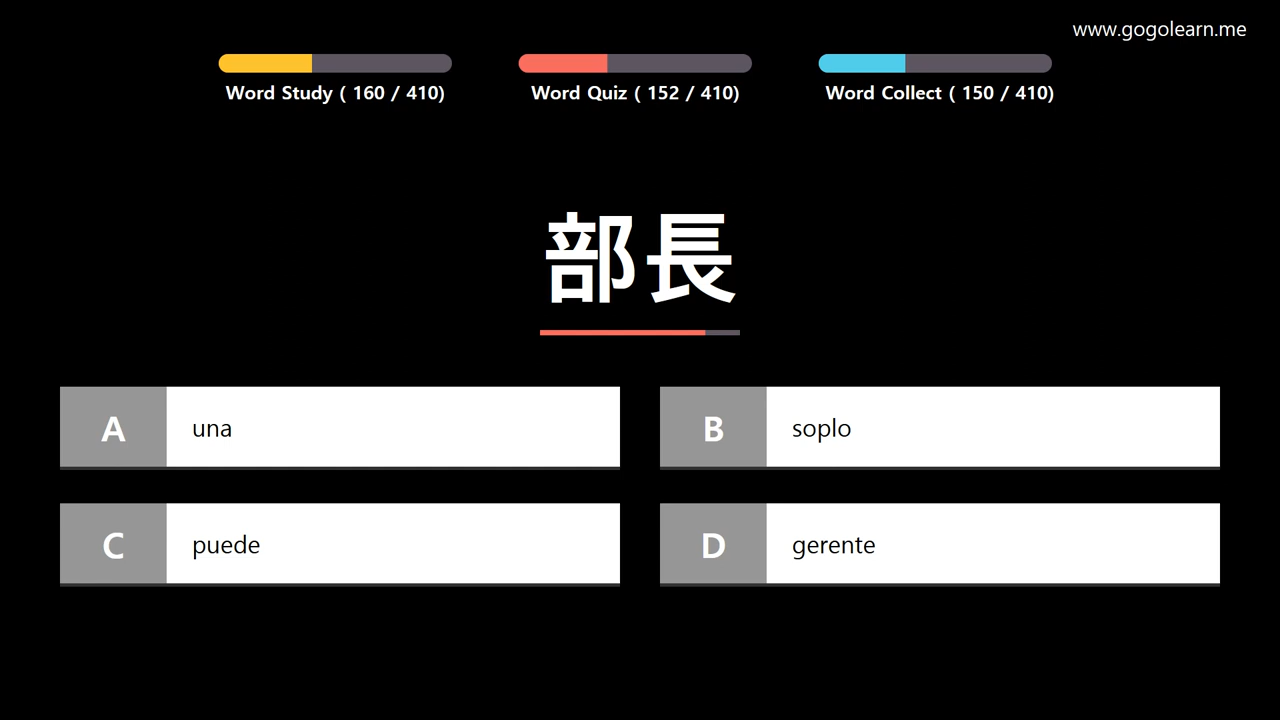 www.gogolearn.me
Word Study ( 160 / 410)
Word Quiz ( 152 / 410)
Word Collect ( 150 / 410)
部長
A
una
B
soplo
C
puede
D
gerente